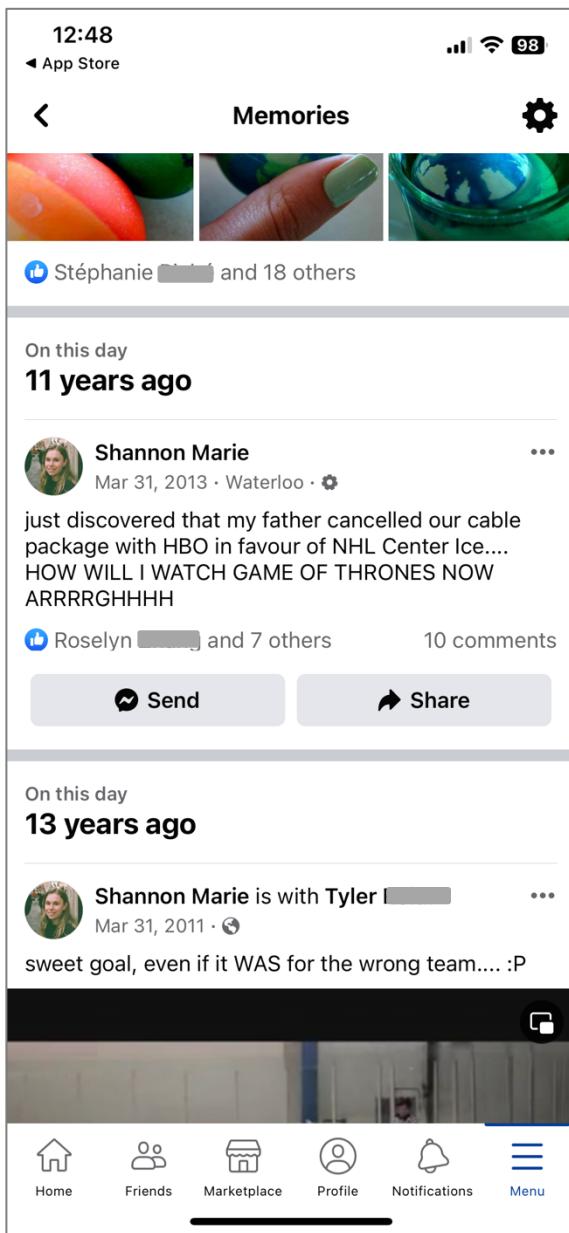 12:48
98
◀ App Store
Memories
Stéphanie and 18 others
On this day
11 years ago
Shannon Marie
Mar 31, 2013 · Waterloo ·
just discovered that my father cancelled our cable
package with HBO in favour of NHL Center Ice....
HOW WILL I WATCH GAME OF THRONES NOW
ARRRRGHHHH
Roselyn and 7 others 10 comments
Send Share
On this day
13 years ago
Shannon Marie is with Tyler
Mar 31, 2011 ·
sweet goal, even if it WAS for the wrong team.... :P
Home Friends Marketplace Profile Notifications Menu